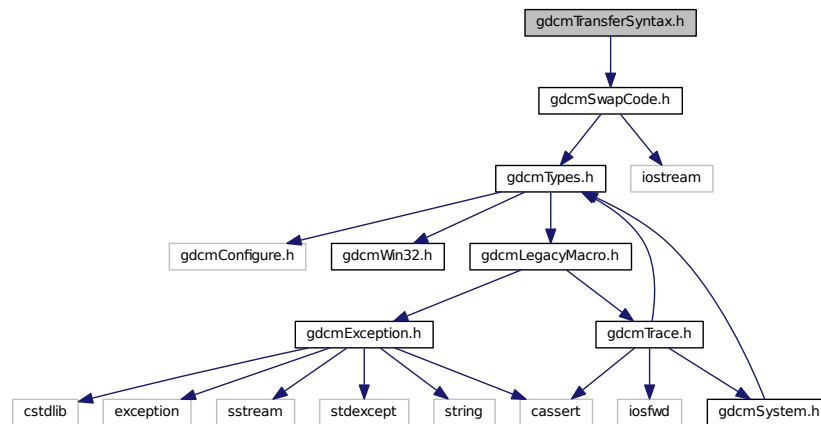 gdcmTransferSyntax.h
gdcmSwapCode.h
gdcmTypes.h
iostream
gdcmConfigure.h
gdcmWin32.h
gdcmLegacyMacro.h
gdcmException.h
gdcmTrace.h
cstdlib
exception
sstream
stdexcept
string
cassert
iosfwd
gdcmSystem.h